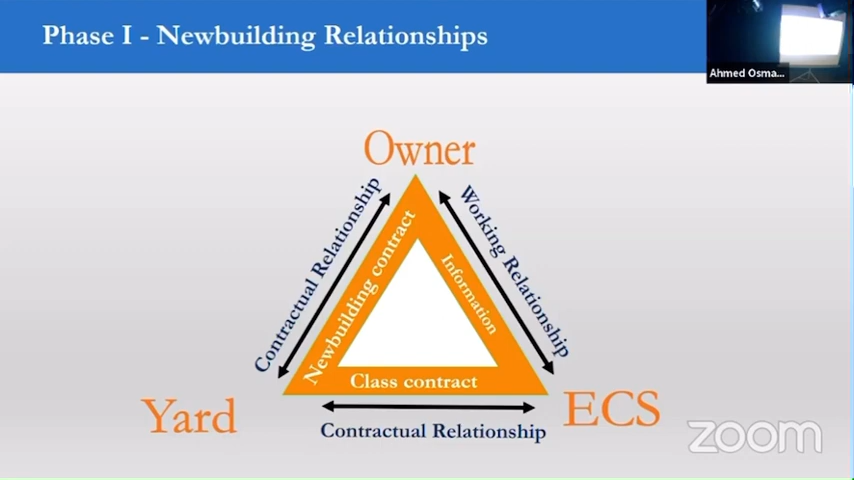 Phase I - Newbuilding Relationships
Ahmed Osma...
Owner
Contractual Relationship
Newbuilding contract
Information
Working Relationship
Class contract
Yard
ECS
Contractual Relationship
zoom